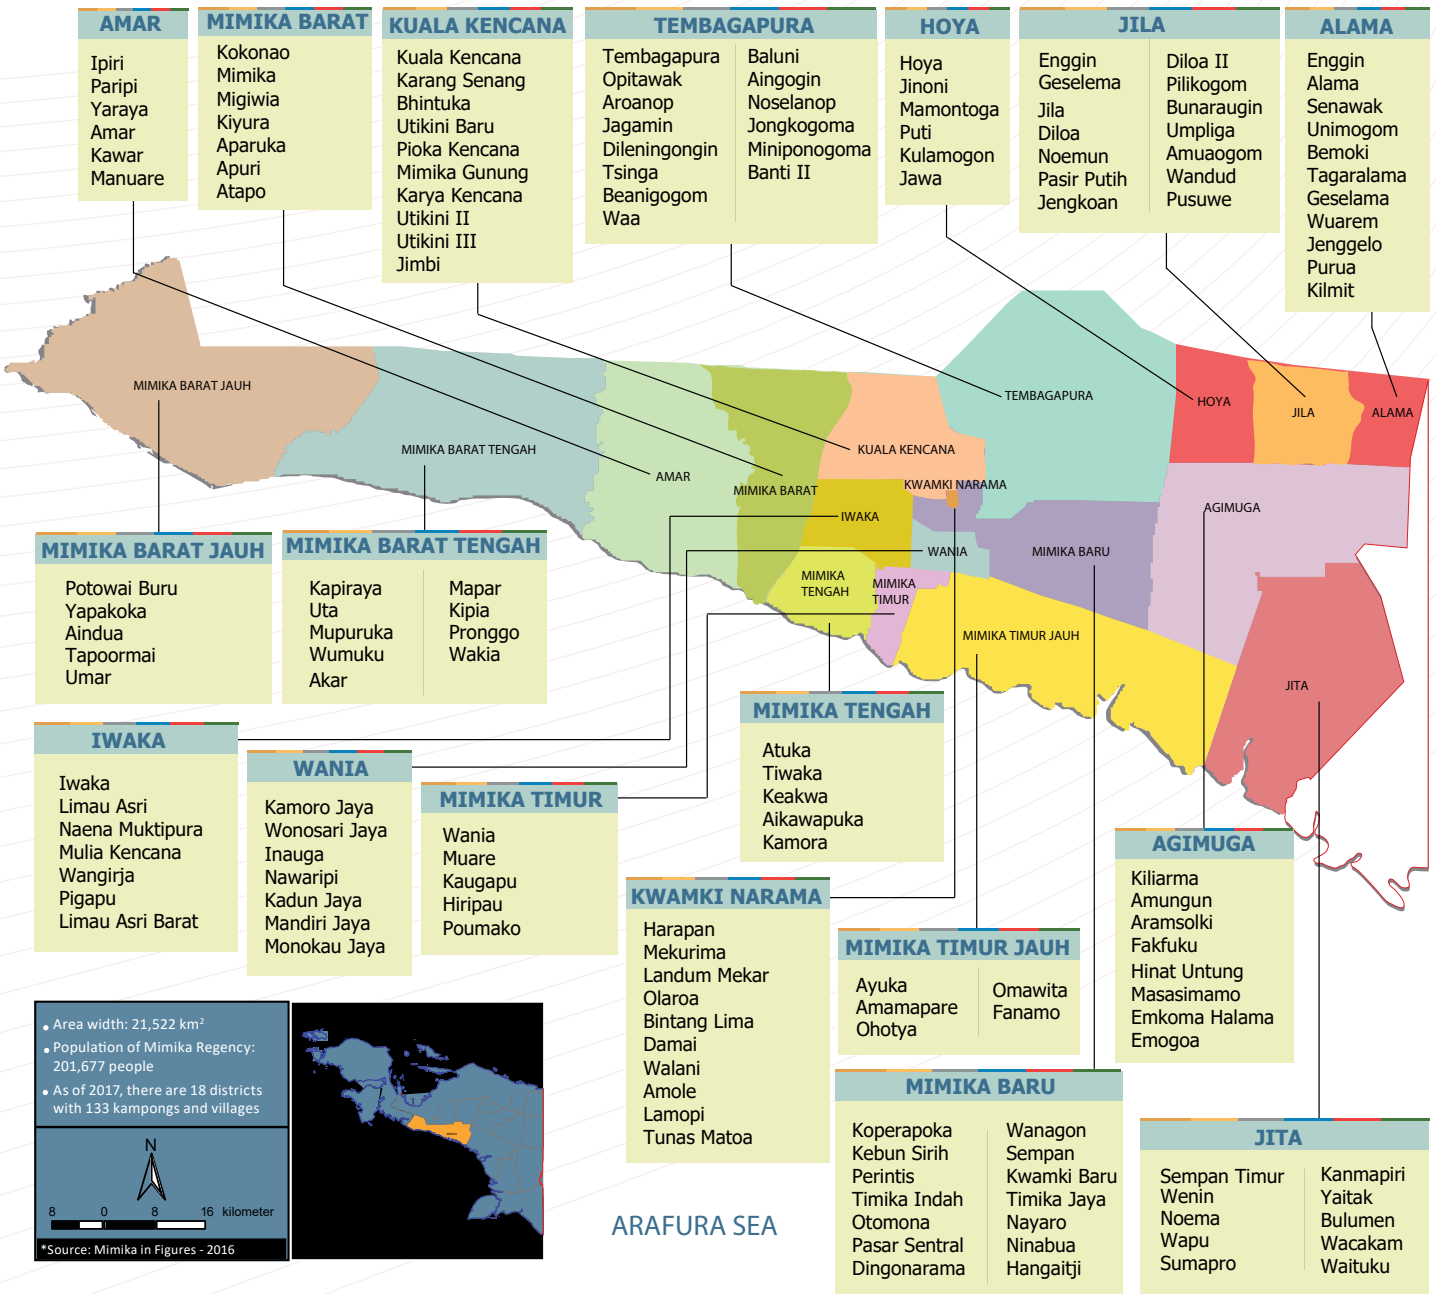 AMAR
Ipiri
Paripi
Yaraya
Amar
Kawar
Manuare
MIMIKA BARAT
Kokonao
Mimika
Migiwia
Kiyura
Aparuka
Apuri
Atapo
KUALA KENCANA
Kuala Kencana
Karang Senang
Bhintuka
Utikini Baru
Pioka Kencana
Mimika Gunung
Karya Kencana
Utikini II
Utikini III
Jimbi
TEMBAGAPURA
Tembagapura
Opitawak
Aroanop
Jagamin
Dileningongin
Tsinga
Beanigogom
Waa
Baluni
Aingogin
Noselanop
Jongkogoma
Miniponogoma
Banti II
HOYA
Hoya
Jinoni
Mamontoga
Puti
Kulamogon
Jawa
JILA
Enggin
Geselema
Jila
Diloa
Noemun
Pasir Putih
Jengkoan
Diloa II
Pilikogom
Bunaraugin
Umpliga
Amuaogom
Wandud
Pusuwe
ALAMA
Enggin
Alama
Senawak
Unimogom
Bemoki
Tagaralama
Geselama
Wuarem
Jenggelo
Purua
Kilmit
MIMIKA BARAT JAUH
MIMIKA BARAT TENGAH
AMAR
MIMIKA BARAT
KUALA KENCANA
KWAMKI NARAMA
TEMBAGAPURA
HOYA
JILA
ALAMA
IWAKA
WANIA
MIMIKA BARU
AGIMUGA
MIMIKA
TENGAH
MIMIKA
TIMUR
MIMIKA TIMUR JAUH
JITA
MIMIKA BARAT JAUH
Potowai Buru
Yapakoka
Aindua
Tapoormai
Umar
MIMIKA BARAT TENGAH
Kapiraya
Uta
Mupuruka
Wumuku
Akar
Mapar
Kipia
Pronggo
Wakia
IWAKA
Iwaka
Limau Asri
Naena Muktipura
Mulia Kencana
Wangirja
Pigapu
Limau Asri Barat
WANIA
Kamoro Jaya
Wonosari Jaya
Inauga
Nawaripi
Kadun Jaya
Mandiri Jaya
Monokau Jaya
MIMIKA TIMUR
Wania
Muare
Kaugapu
Hiripau
Poumako
MIMIKA TENGAH
Atuka
Tiwaka
Keakwa
Aikawapuka
Kamora
KWAMKI NARAMA
Harapan
Mekurima
Landum Mekar
Olaroa
Bintang Lima
Damai
Walani
Amole
Lamopi
Tunas Matoa
MIMIKA TIMUR JAUH
Ayuka
Amamapare
Ohotya
Omawita
Fanamo
AGIMUGA
Kiliarma
Amungun
Aramsolki
Fakfuku
Hinat Untung
Masasimamo
Emkoma Halama
Emogoa
MIMIKA BARU
Koperapoka
Kebun Sirih
Perintis
Timika Indah
Otomona
Pasar Sentral
Dingonarama
Wanagon
Sempan
Kwamki Baru
Timika Jaya
Nayaro
Ninabua
Hangaitji
JITA
Sempan Timur
Wenin
Noema
Wapu
Sumapro
Kanmapiri
Yaitak
Bulumen
Wacakam
Waituku
• Area width: 21,522 km²
• Population of Mimika Regency:
201,677 people
• As of 2017, there are 18 districts
with 133 kampongs and villages
N
8 0 8 16 kilometer
*Source: Mimika in Figures - 2016
ARAFURA SEA